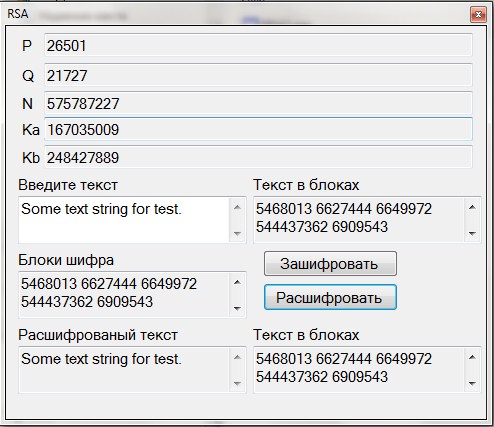 RSA
P 26501
Q 21727
N 575787227
Ka 167035009
Kb 248427889
Введите текст Текст в блоках
Some text string for test. 5468013 6627444 6649972
544437362 6909543
Блоки шифра Зашифровать
5468013 6627444 6649972
544437362 6909543 Расшифровать
Расшифрованый текст Текст в блоках
Some text string for test. 5468013 6627444 6649972
544437362 6909543